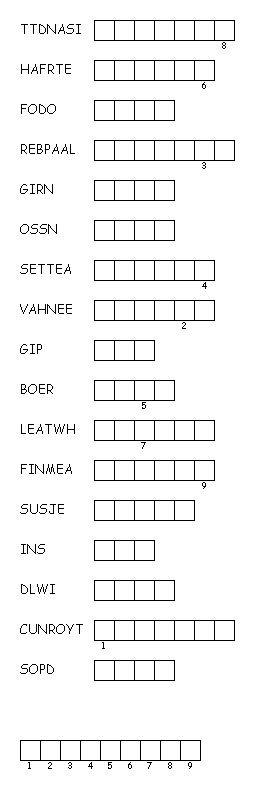 TTDNASI
8
HAFRTE
6
FODO
REBPAAL
3
GIRN
OSSN
SETTEA
4
VAHNEE
2
GIP
BOER
5
LEATWH
7
FINMEA
9
SUSJE
INS
DLWI
CUNROYT
1
SOPD
1 2 3 4 5 6 7 8 9